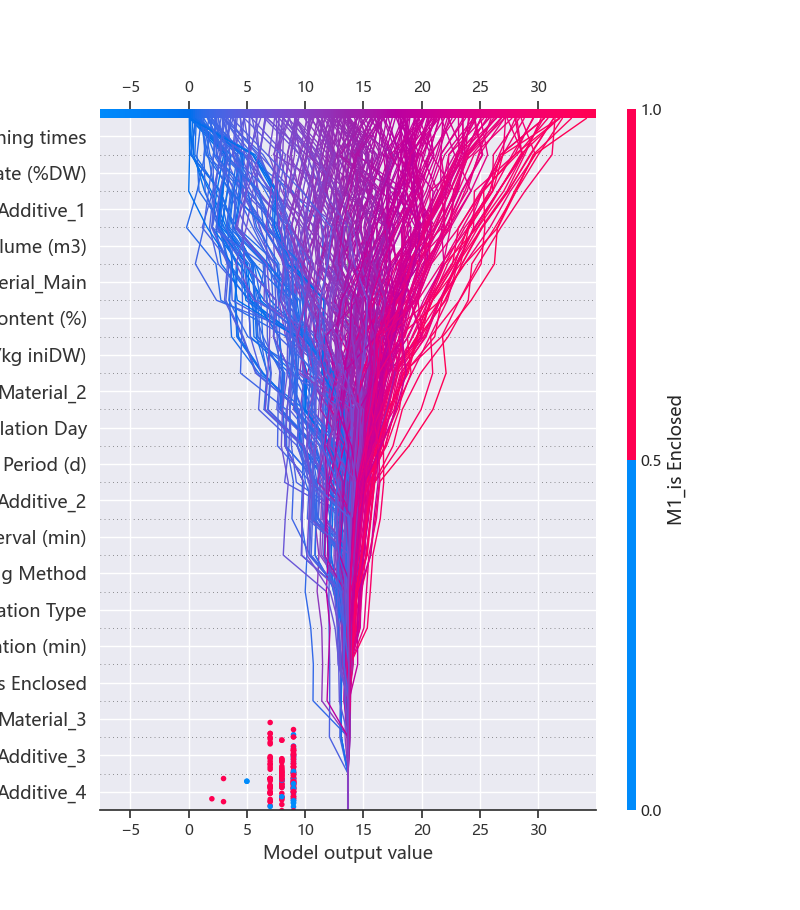 −5 0 5 10 15 20 25 30
ning times
ate (%DW)
Additive_1
lume (m3)
erial_Main
ontent (%)
/kg iniDW)
Material_2
lation Day
Period (d)
Additive_2
erval (min)
g Method
ation Type
ation (min)
s Enclosed
Material_3
Additive_3
Additive_4
−5 0 5 10 15 20 25 30
Model output value
1.0
0.5
0.0
M1_is Enclosed